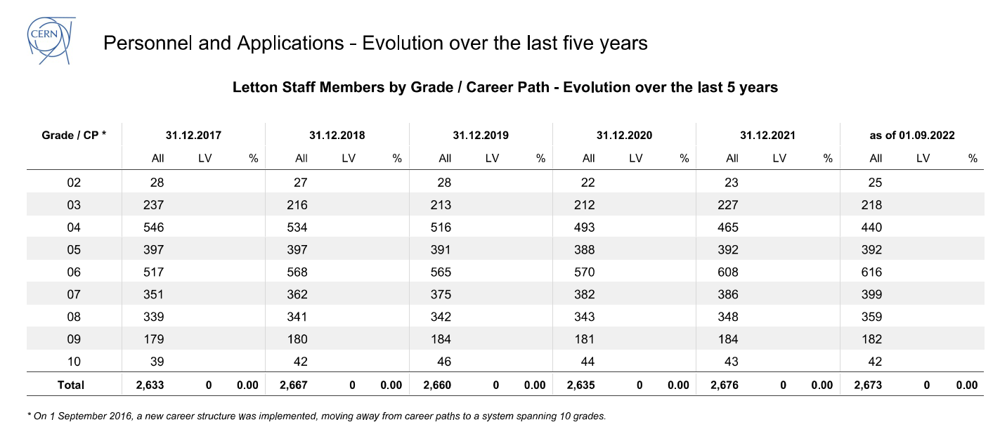 CERN
Personnel and Applications - Evolution over the last five years
Letton Staff Members by Grade / Career Path - Evolution over the last 5 years
Grade / CP * 31.12.2017 31.12.2018 31.12.2019 31.12.2020 31.12.2021 as of 01.09.2022
All LV % All LV % All LV % All LV % All LV % All LV %
02 28 27 28 22 23 25
03 237 216 213 212 227 218
04 546 534 516 493 465 440
05 397 397 391 388 392 392
06 517 568 565 570 608 616
07 351 362 375 382 386 399
08 339 341 342 343 348 359
09 179 180 184 181 184 182
10 39 42 46 44 43 42
Total 2,633 0 0.00 2,667 0 0.00 2,660 0 0.00 2,635 0 0.00 2,676 0 0.00 2,673 0 0.00
* On 1 September 2016, a new career structure was implemented, moving away from career paths to a system spanning 10 grades.